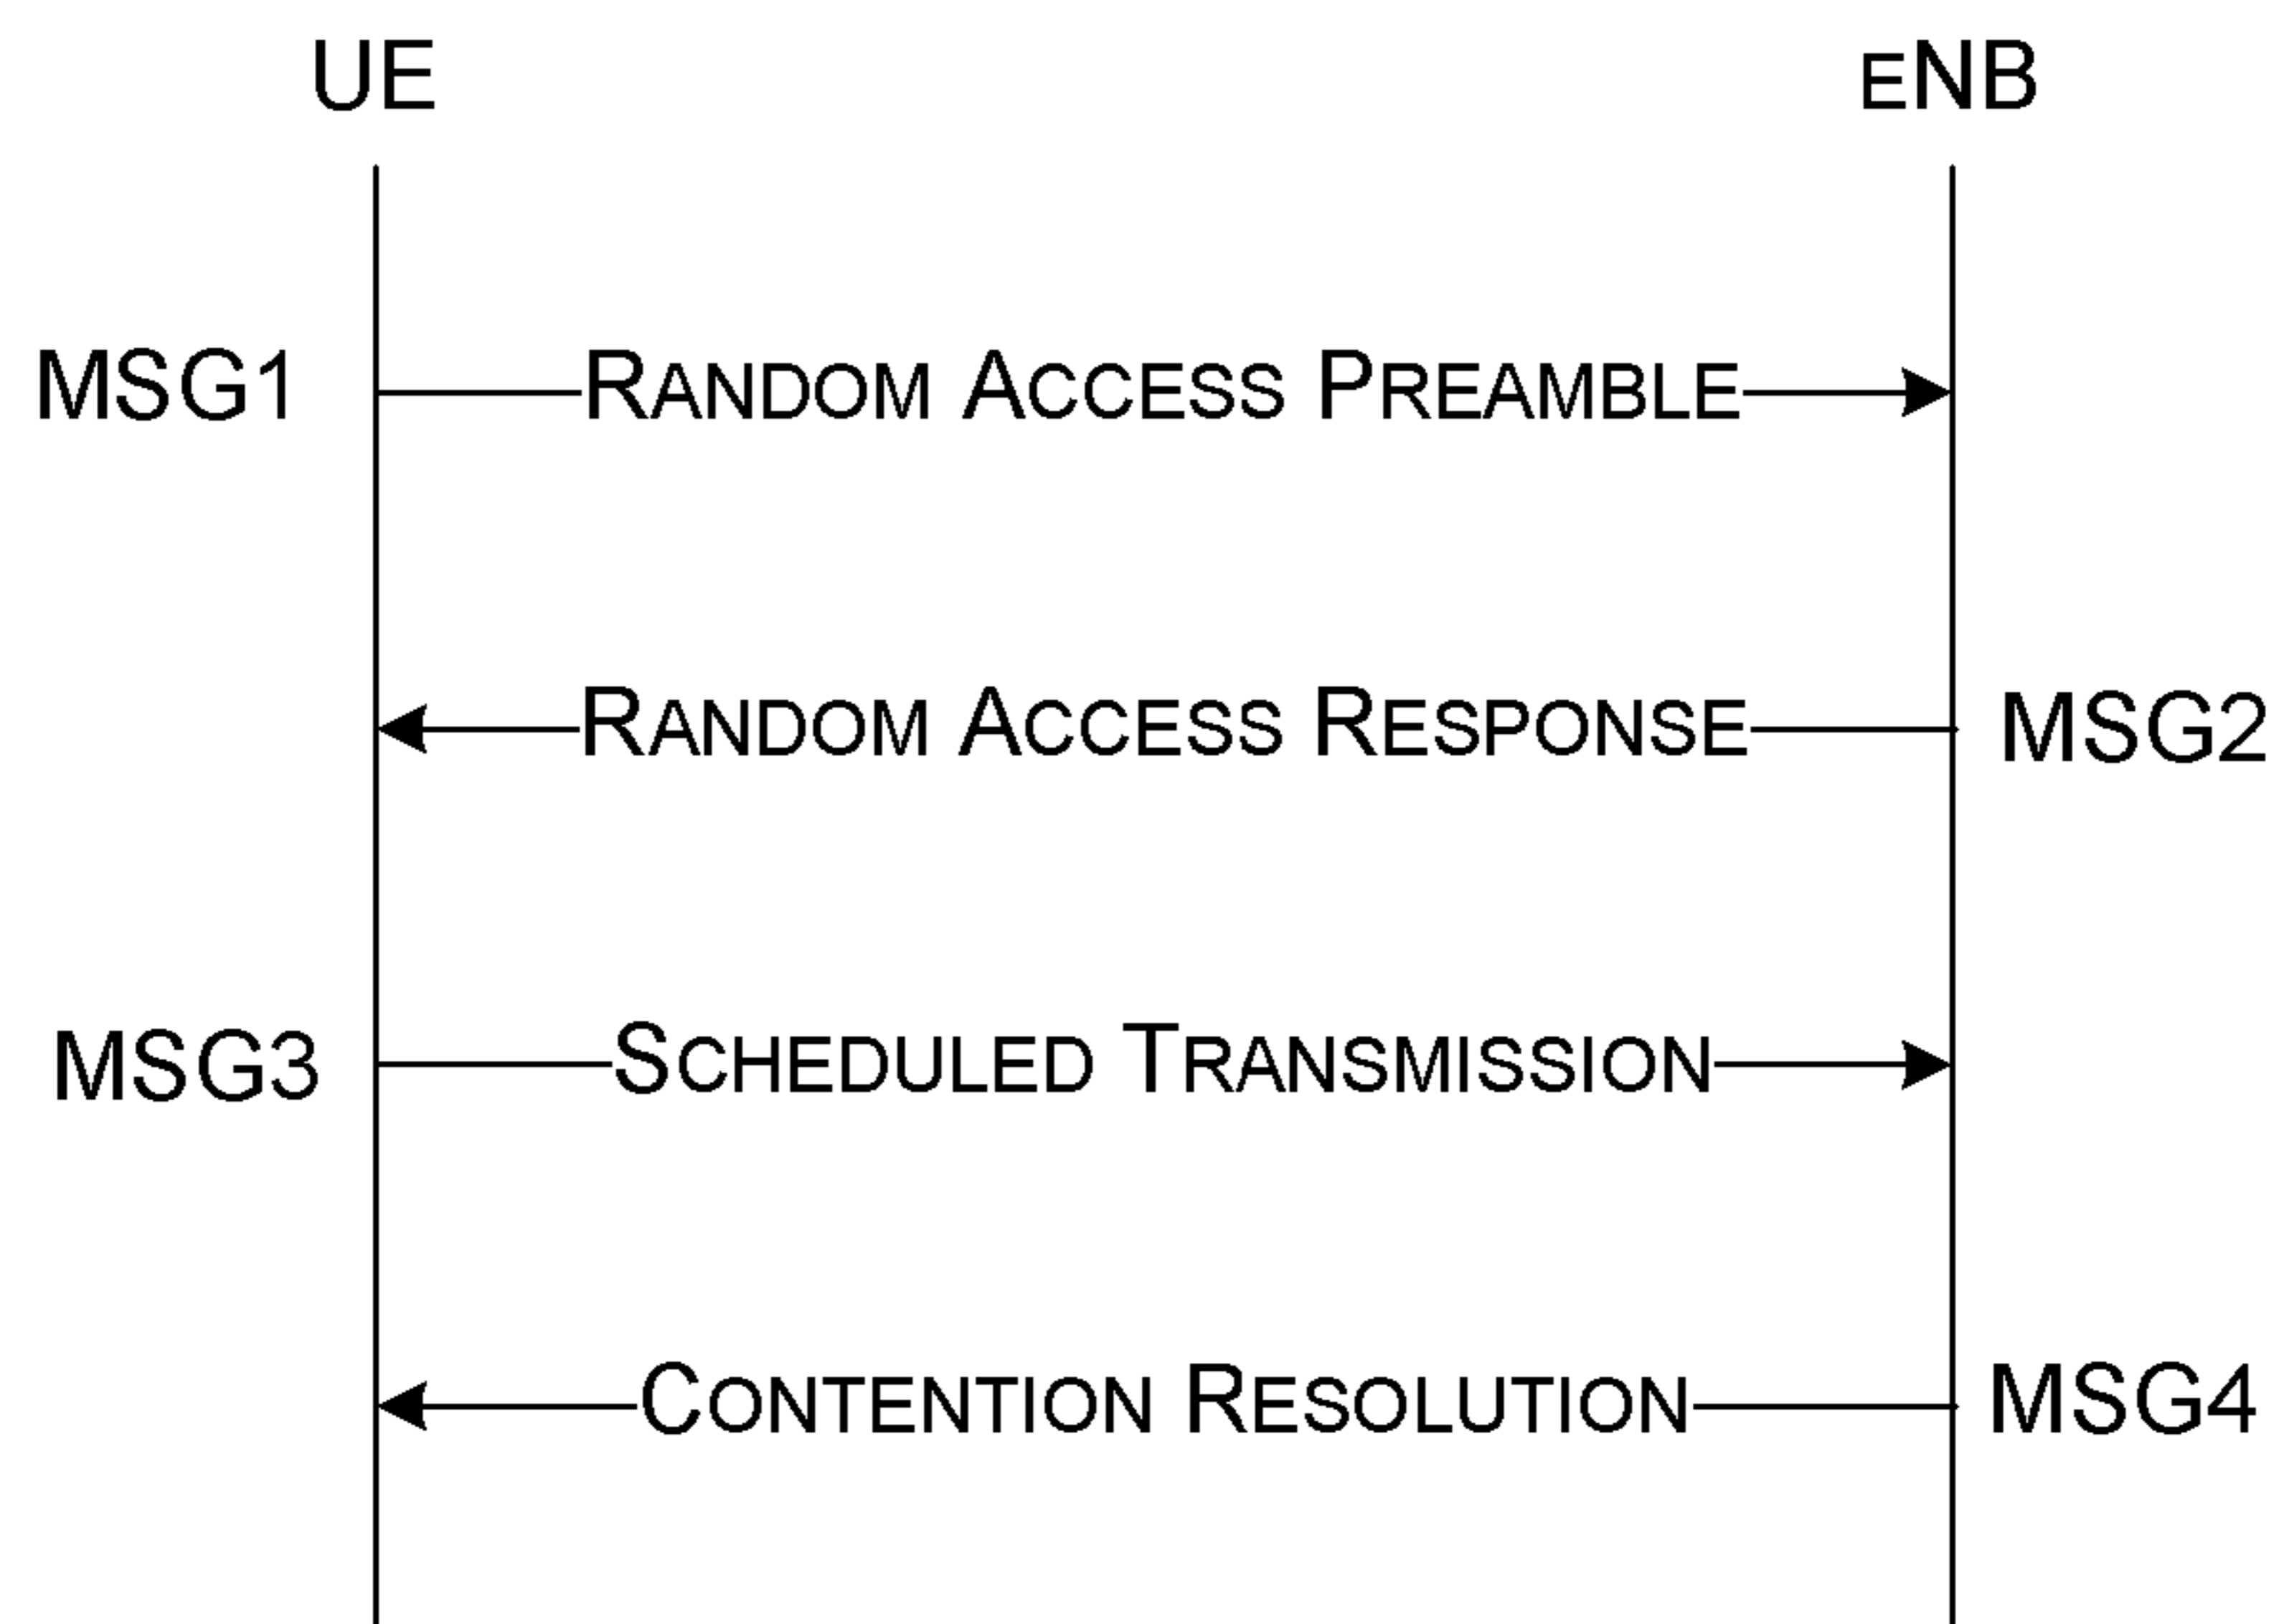 UE eNB
MSG1 Random Access Preamble
Random Access Response MSG2
MSG3 Scheduled Transmission
Contention Resolution MSG4